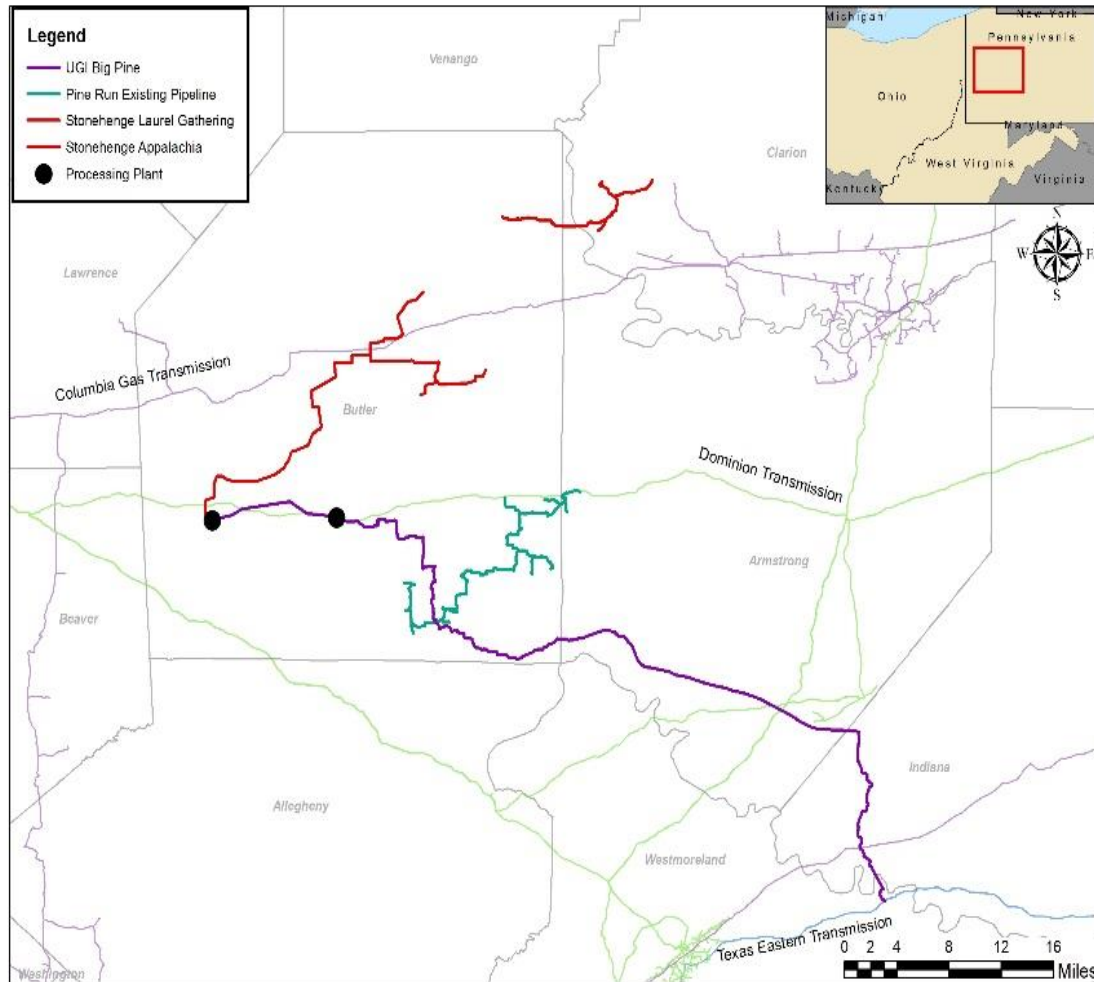 Legend
UGI Big Pine
Pine Run Existing Pipeline
Stonehenge Laurel Gathering
Stonehenge Appalachia
Processing Plant
Michigan
New York
Pennsylvania
Ohio
Maryland
West Virginia
Kentucky
Virginia
N
W E
S
Venango
Clarion
Lawrence
Columbia Gas Transmission
Butler
Dominion Transmission
Armstrong
Beaver
Indiana
Allegheny
Westmoreland
Texas Eastern Transmission
Washington
0 2 4 8 12 16
Miles